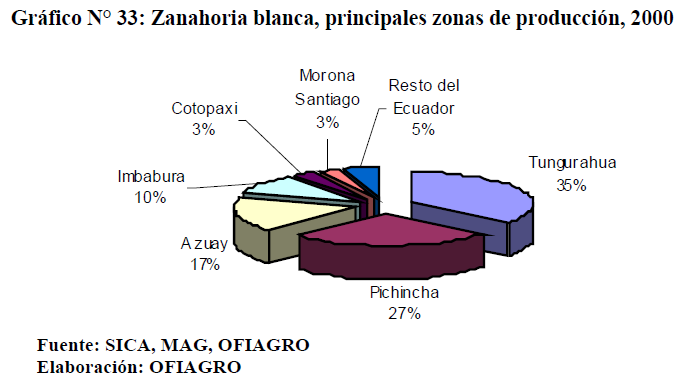 Gráfico N° 33: Zanahoria blanca, principales zonas de producción, 2000
Morona
Santiago
3%
Resto del
Ecuador
5%
Cotopaxi
3%
Tungurahua
35%
Imbabura
10%
Azuay
17%
Pichincha
27%
Fuente: SICA, MAG, OFIAGRO
Elaboración: OFIAGRO